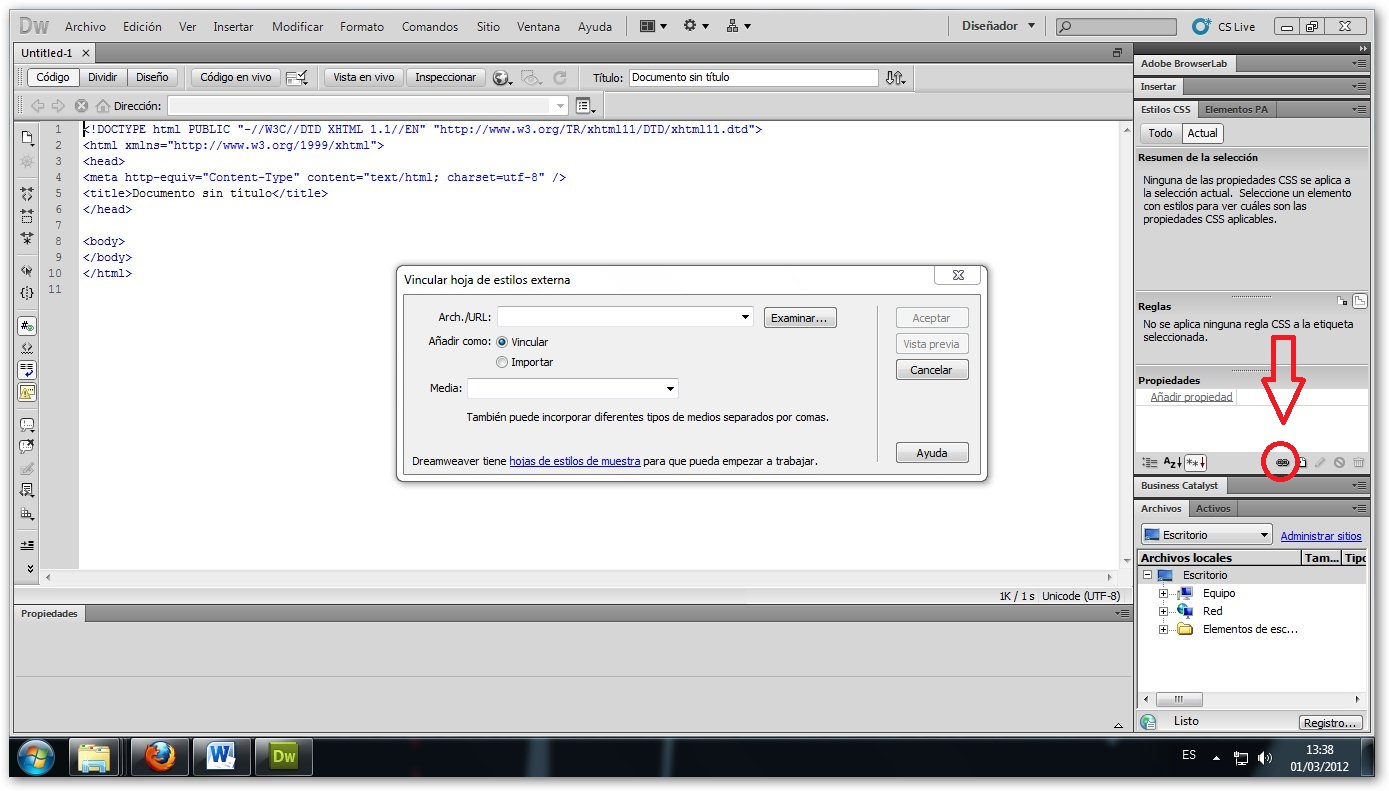 Dw Archivo Edición Ver Insertar Modificar Formato Comandos Sitio Ventana Ayuda Diseñador CS Live
Untitled-1
Código Dividir Diseño Código en vivo Vista en vivo Inspeccionar Título: Documento sin título
Dirección:
1 <!DOCTYPE html PUBLIC "-//W3C//DTD XHTML 1.1//EN" "http://www.w3.org/TR/xhtml11/DTD/xhtml11.dtd">
2 <html xmlns="http://www.w3.org/1999/xhtml">
3 <head>
4 <meta http-equiv="Content-Type" content="text/html; charset=utf-8" />
5 <title>Documento sin título</title>
6 </head>
7
8 <body>
9 </body>
10 </html>
11
Vincular hoja de estilos externa
Arch./URL: Examinar... Aceptar
Añadir como: Vincular Vista previa
Importar Cancelar
Media:
También puede incorporar diferentes tipos de medios separados por comas.
Dreamweaver tiene hojas de estilos de muestra para que pueda empezar a trabajar. Ayuda
1K / 1 s Unicode (UTF-8)
Propiedades
Adobe BrowserLab
Insertar
Estilos CSS Elementos PA
Todo Actual
Resumen de la selección
Ninguna de las propiedades CSS se aplica a
la selección actual. Seleccione un elemento
con estilos para ver cuáles son las
propiedades CSS aplicables.
Reglas
No se aplica ninguna regla CSS a la etiqueta
seleccionada.
Propiedades
Añadir propiedad
Business Catalyst
Archivos Activos
Escritorio Administrar sitios
Archivos locales Tam... Tipo
Escritorio
Equipo
Red
Elementos de esc...
Listo Registro...
Dw ES 13:38
01/03/2012